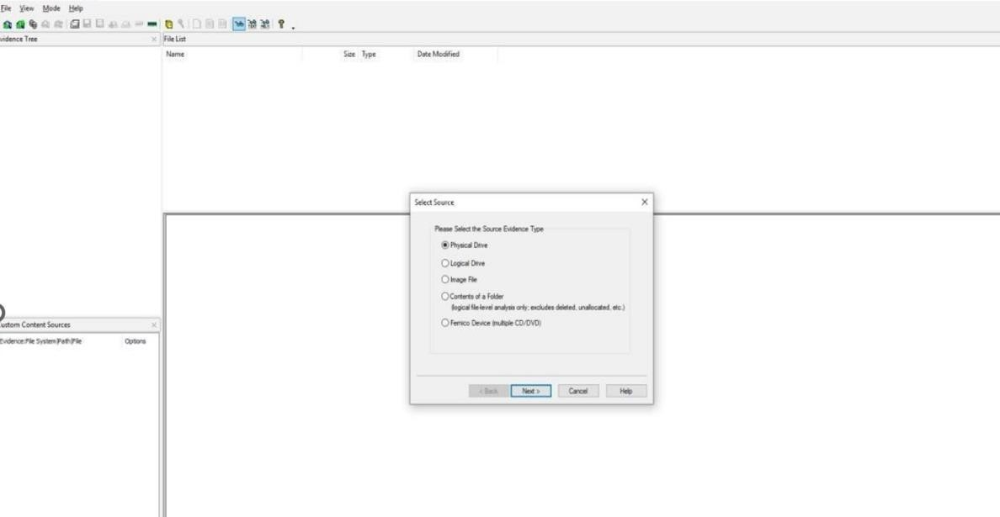 File View Mode Help
vidence Tree
File List
Name Size Type Date Modified
Select Source
Please Select the Source Evidence Type
Physical Drive
Logical Drive
Image File
Contents of a Folder
(logical file-level analysis only; excludes deleted, unallocated, etc.)
Fernico Device (multiple CD/DVD)
< Back Next > Cancel Help
ustom Content Sources
Evidence:File System|Path|File Options